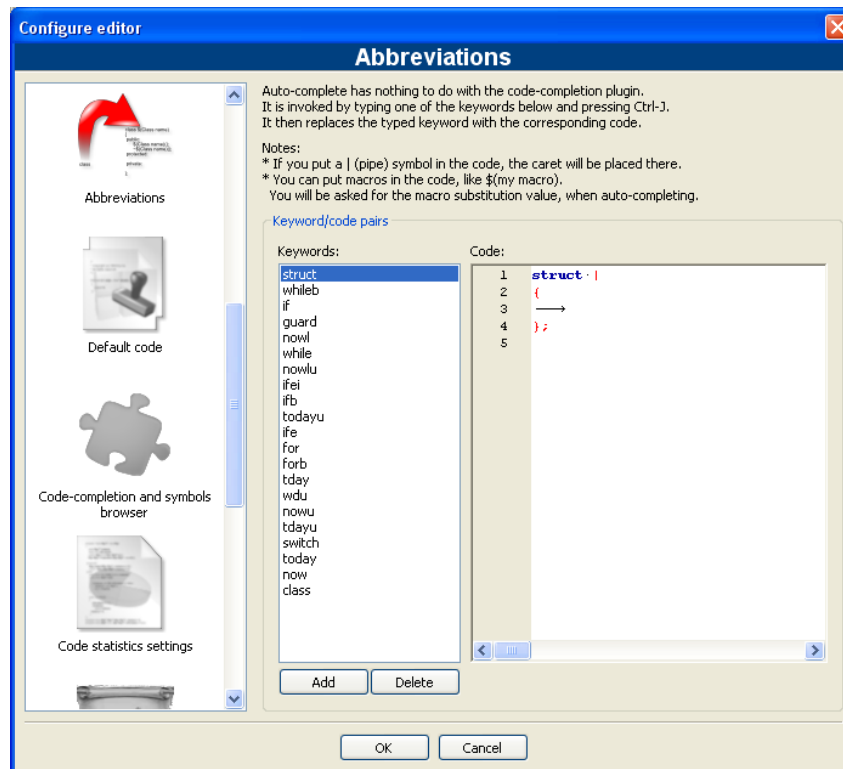 Configure editor
Abbreviations
Auto-complete has nothing to do with the code-completion plugin.
It is invoked by typing one of the keywords below and pressing Ctrl-J.
It then replaces the typed keyword with the corresponding code.
Notes:
* If you put a | (pipe) symbol in the code, the caret will be placed there.
* You can put macros in the code, like $(my macro).
You will be asked for the macro substitution value, when auto-completing.
Abbreviations
Default code
Code-completion and symbols
browser
Code statistics settings
Keyword/code pairs
Keywords:
struct
whileb
if
guard
nowl
while
nowlu
ifei
ifb
todayu
ife
for
forb
tday
wdu
nowu
tdayu
switch
today
now
class
Code:
1 struct·|
2 {
3 ⟶
4 };
5
Add
Delete
OK
Cancel